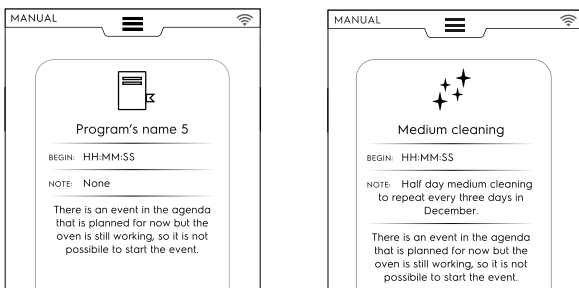 MANUAL
Program's name 5
BEGIN: HH:MM:SS
NOTE: None
There is an event in the agenda
that is planned for now but the
oven is still working, so it is not
possibile to start the event.
MANUAL
Medium cleaning
BEGIN: HH:MM:SS
NOTE: Half day medium cleaning
to repeat every three days in
December.
There is an event in the agenda
that is planned for now but the
oven is still working, so it is not
possibile to start the event.